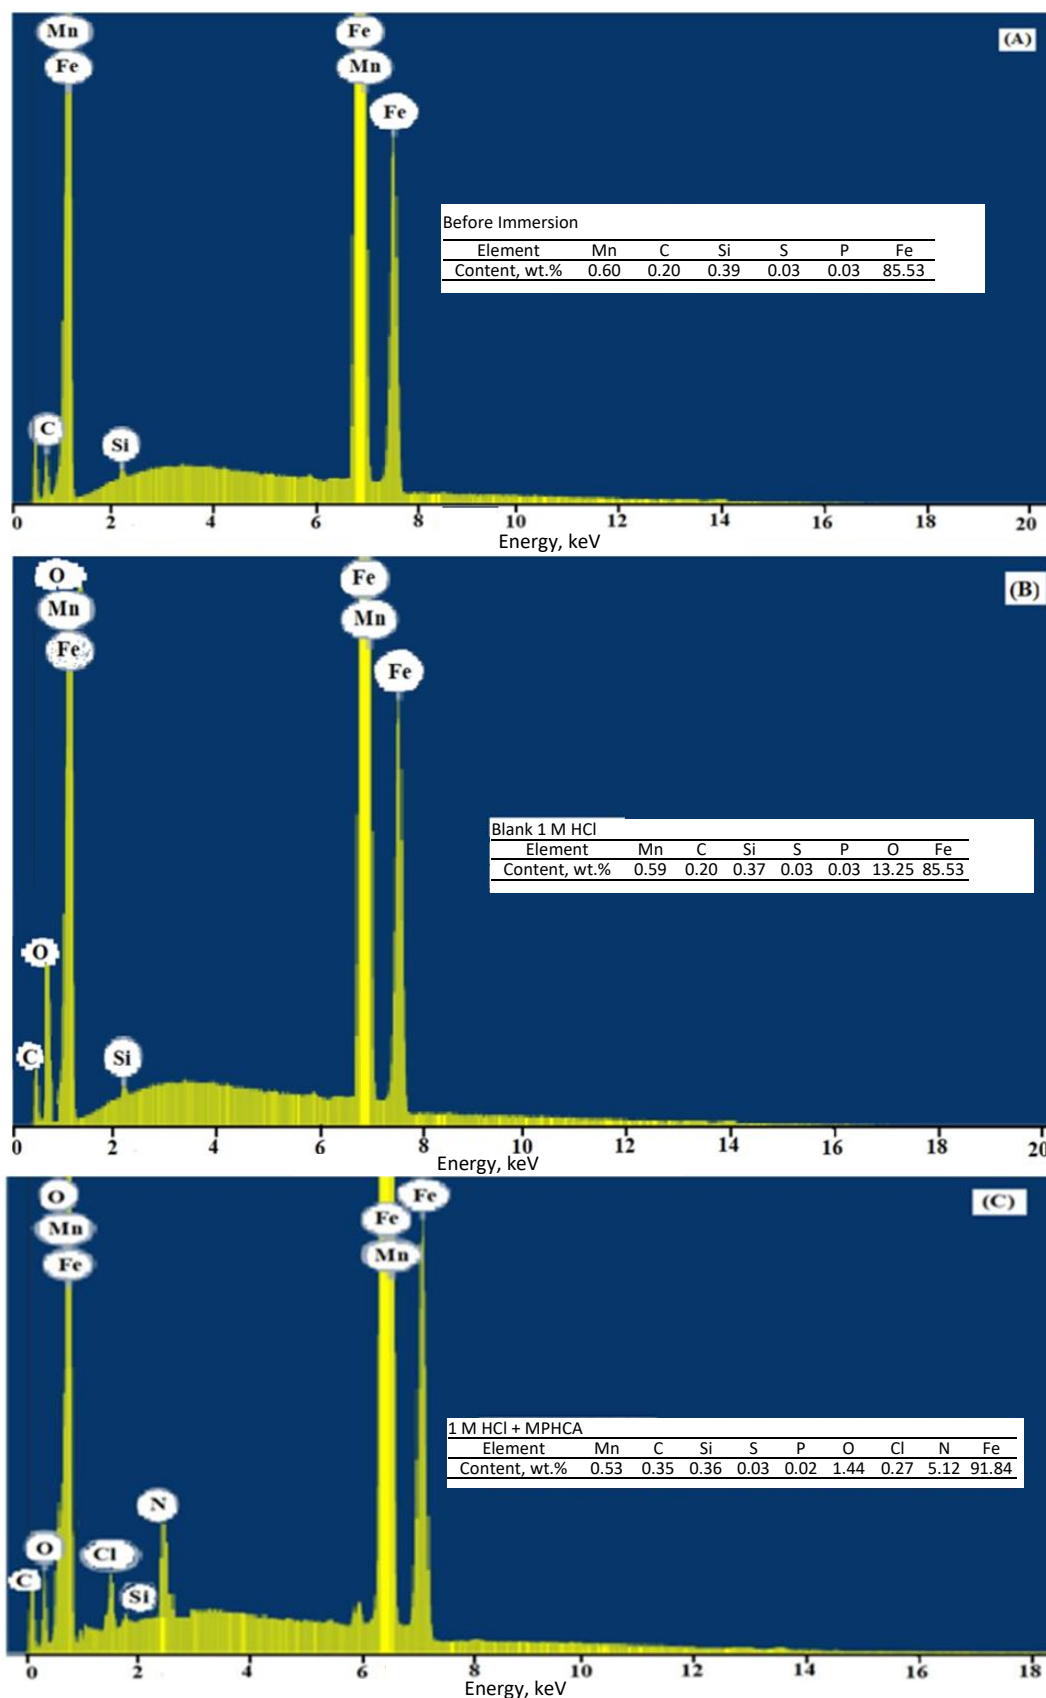 Mn Fe (A)
Fe Mn
Fe
Before Immersion
Element Mn C Si S P Fe
Content, wt.% 0.60 0.20 0.39 0.03 0.03 85.53
C Si
0 2 4 6 8 10 12 14 16 18 20
Energy, keV
O Fe (B)
Mn Mn
Fe Fe
Blank 1 M HCl
Element Mn C Si S P O Fe
Content, wt.% 0.59 0.20 0.37 0.03 0.03 13.25 85.53
O
C Si
0 2 4 6 8 10 12 14 16 18 20
Energy, keV
O Fe (C)
Mn Fe
Fe Mn
1 M HCl + MPHCA
Element Mn C Si S P O Cl N Fe
Content, wt.% 0.53 0.35 0.36 0.03 0.02 1.44 0.27 5.12 91.84
N
O Cl
C Si
0 2 4 6 8 10 12 14 16 18
Energy, keV